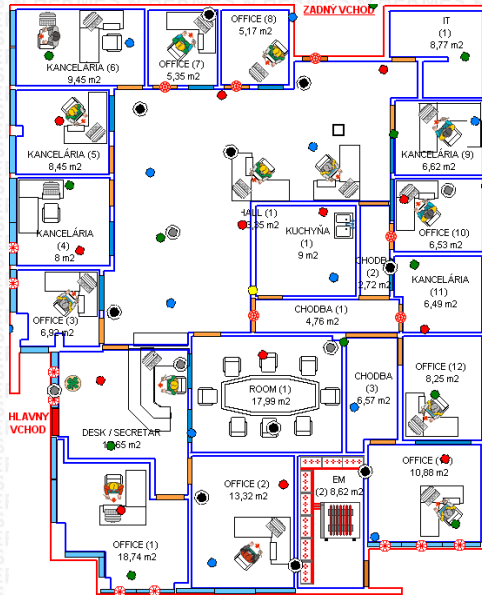 ZADNÝ VCHOD
OFFICE (8)
5,17 m2
IT
(1)
8,77 m2
KANCELÁRIA (6)
9,45 m2
OFFICE (7)
5,35 m2
KANCELÁRIA (5)
8,45 m2
KANCELÁRIA (9)
6,62 m2
KANCELÁRIA
(4)
8 m2
HALL (1)
KUCHYŇA
(1)
9 m2
OFFICE (10)
6,53 m2
CHODBA
(2)
2,72 m2
KANCELÁRIA
(11)
6,49 m2
OFFICE (3)
6,92 m2
CHODBA (1)
4,76 m2
HLAVNÝ
VCHOD
DESK / SECRETAR
ROOM (1)
17,99 m2
CHODBA
(3)
6,57 m2
OFFICE (12)
8,25 m2
OFFICE (2)
13,32 m2
EM
(2) 8,62 m2
OFFICE
10,88 m2
OFFICE (1)
18,74 m2